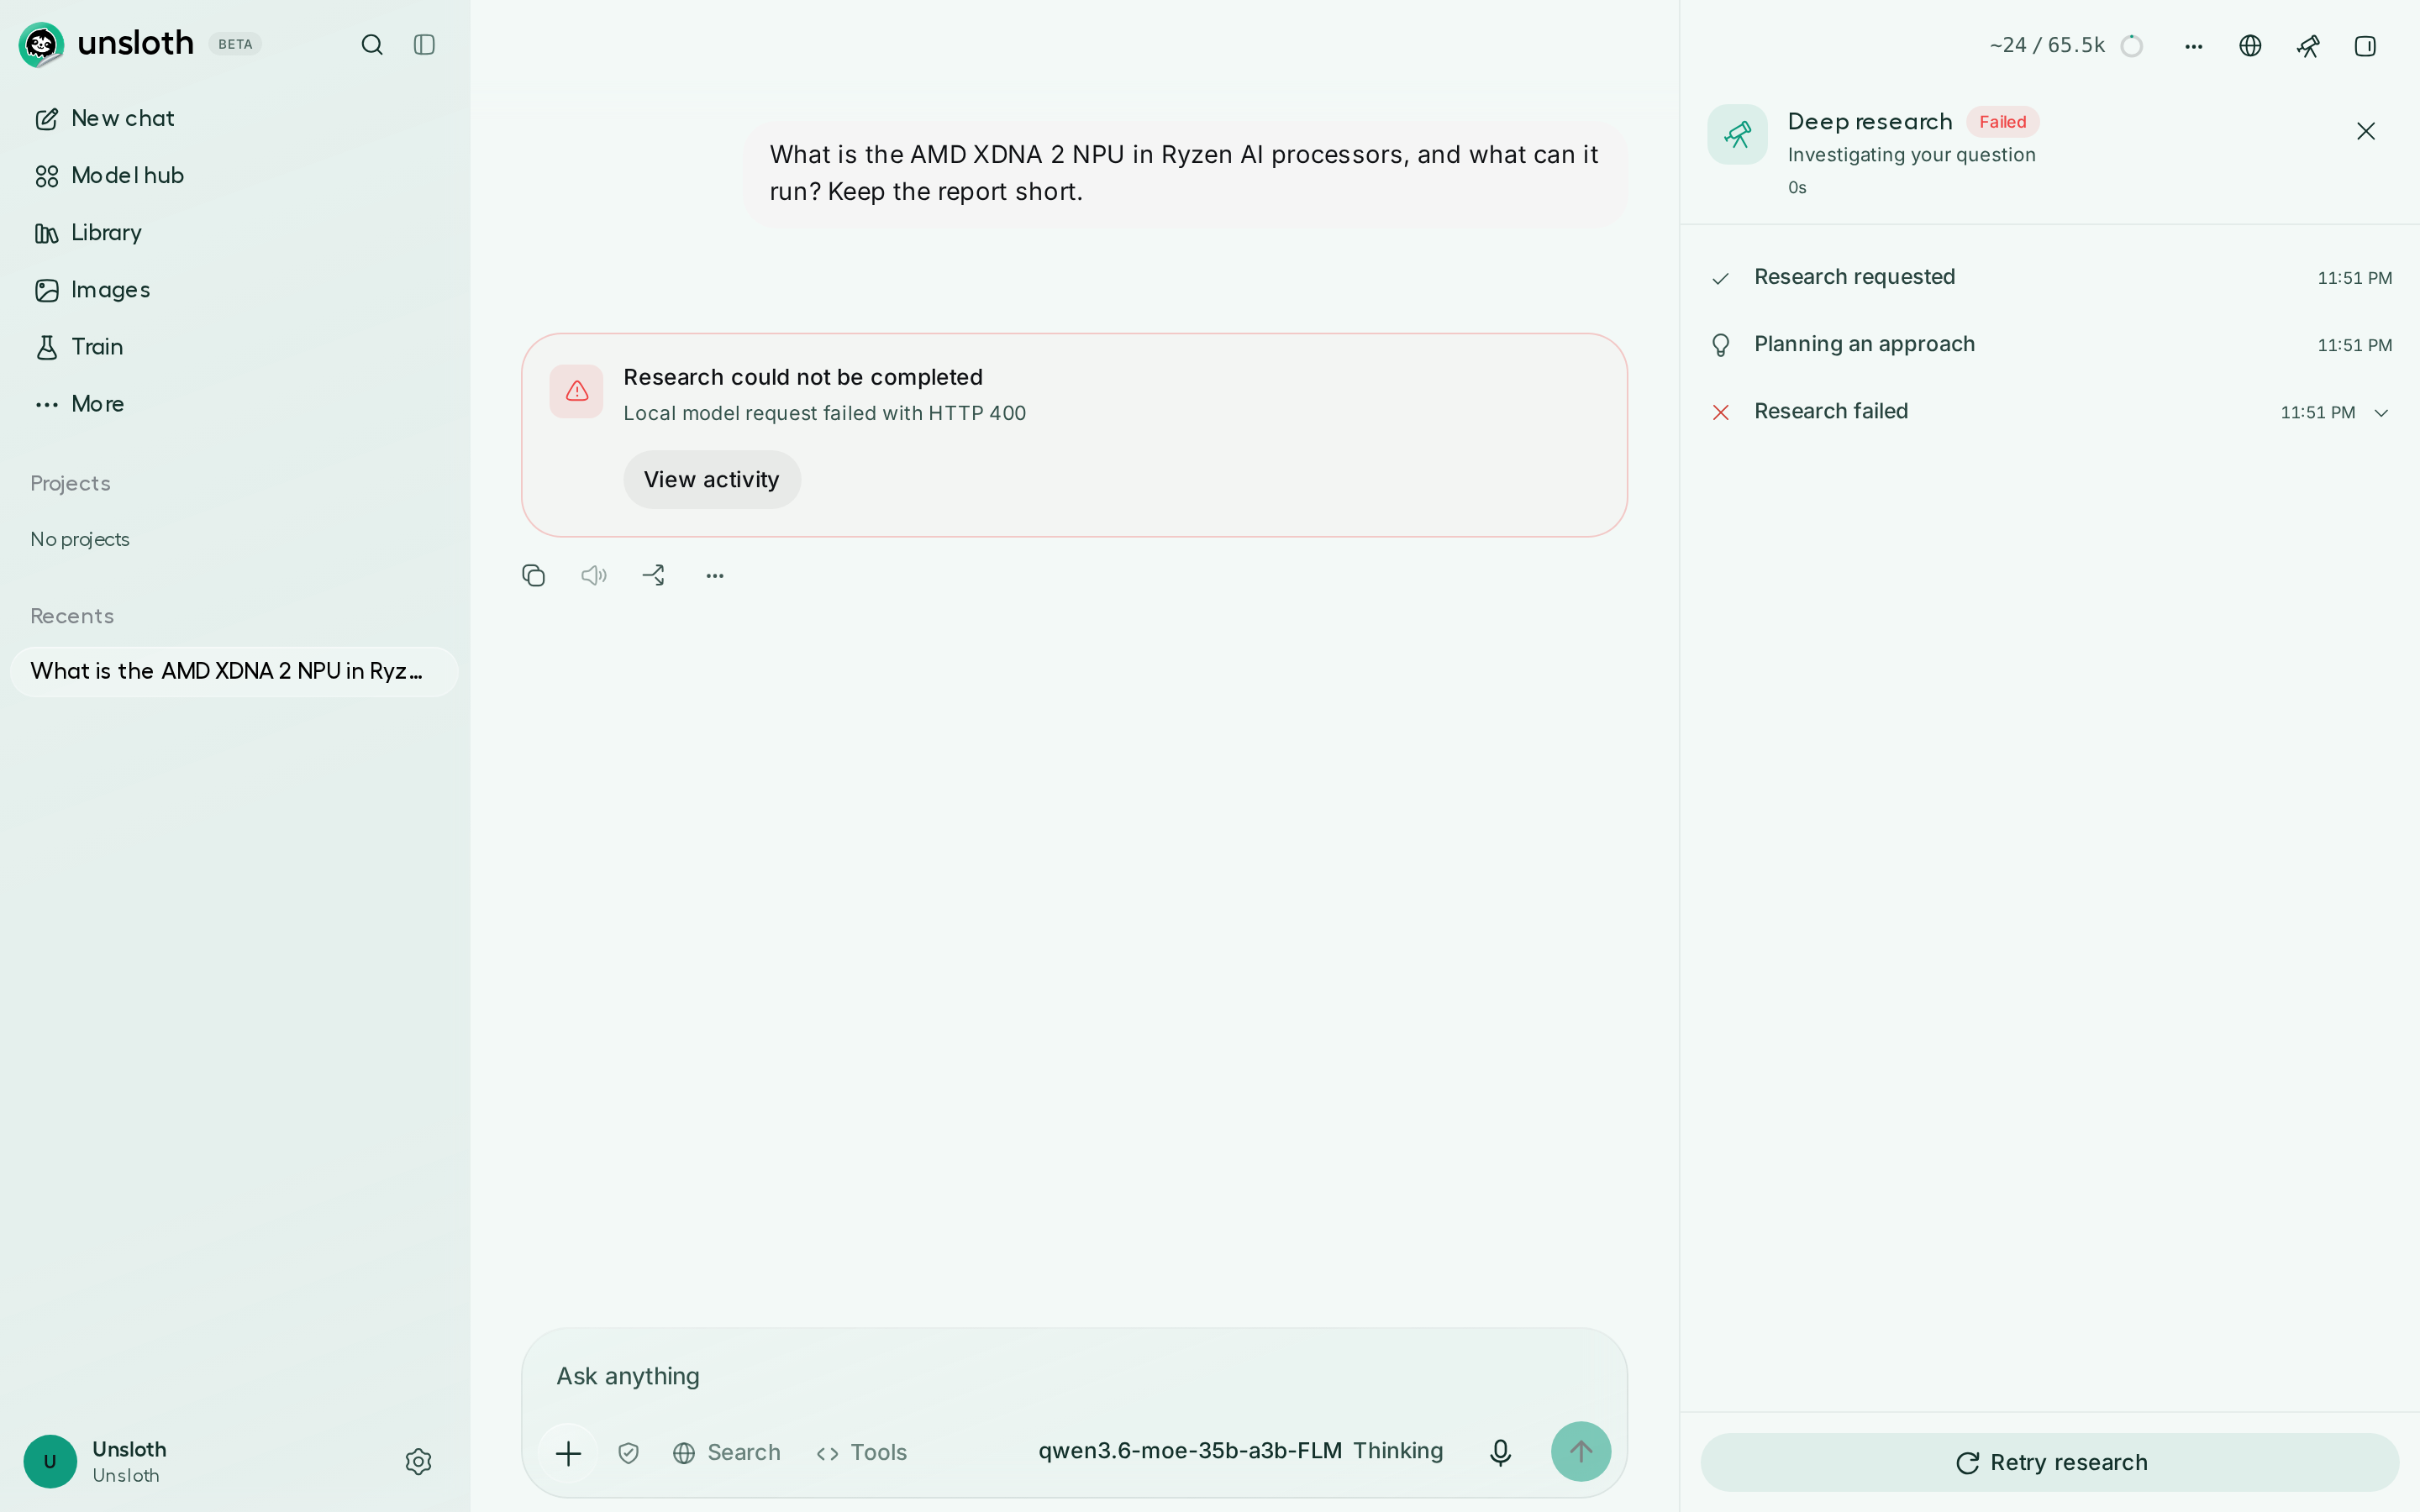 unsloth BETA
New chat
Model hub
Library
Images
Train
More
Projects
No projects
Recents
What is the AMD XDNA 2 NPU in Ryz...
Unsloth
Unsloth
U
What is the AMD XDNA 2 NPU in Ryzen AI processors, and what can it
run? Keep the report short.
Research could not be completed
Local model request failed with HTTP 400
View activity
Ask anything
Search
Tools
qwen3.6-moe-35b-a3b-FLM Thinking
~24 / 65.5k
Deep research Failed
Investigating your question
0s
Research requested 11:51 PM
Planning an approach 11:51 PM
Research failed 11:51 PM
Retry research